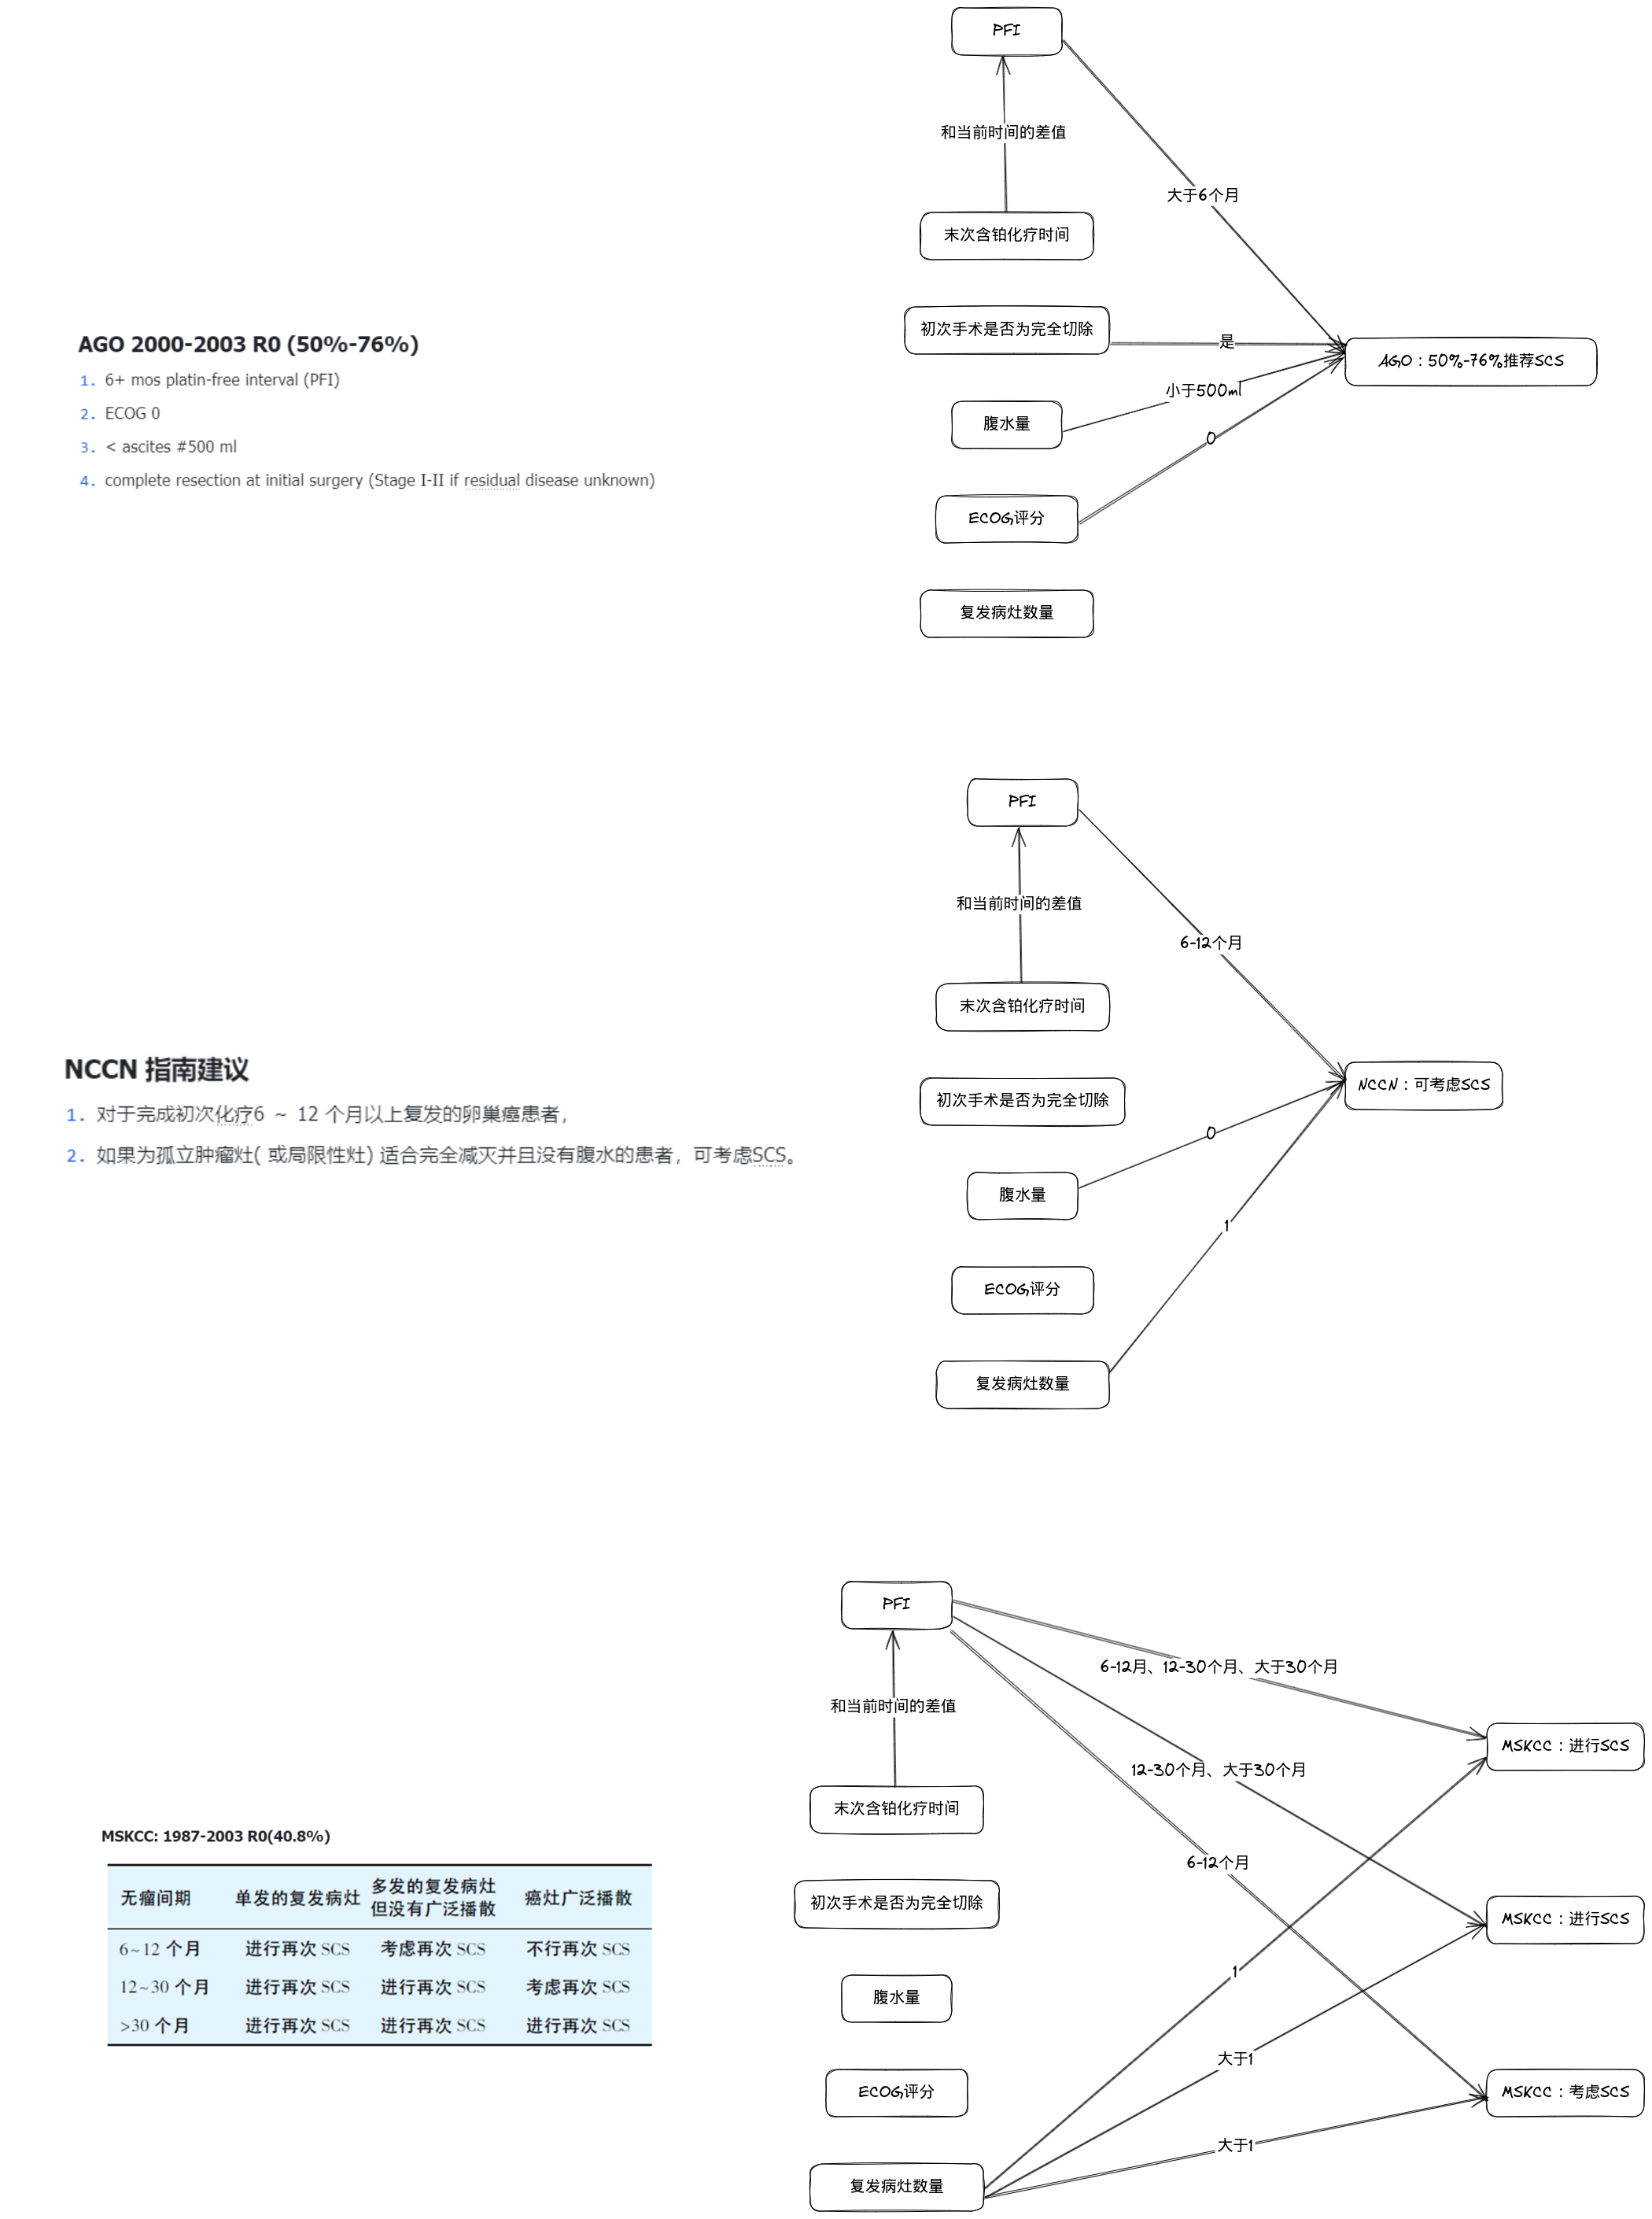 PFI
和当前时间的差值
大于6个月
末次含铂化疗时间
初次手术是否为完全切除
是
AGO 2000-2003 R0 (50%-76%)
AGO：50%-76%推荐SCS
1. 6+ mos platin-free interval (PFI)
小于500ml
2. ECOG 0
腹水量
0
3. < ascites #500 ml
4. complete resection at initial surgery (Stage I-II if residual disease unknown)
ECOG评分
复发病灶数量
PFI
和当前时间的差值
6-12个月
末次含铂化疗时间
NCCN 指南建议
NCCN：可考虑SCS
1. 对于完成初次化疗6 ~ 12 个月以上复发的卵巢癌患者，
初次手术是否为完全切除
2. 如果为孤立肿瘤灶( 或局限性灶) 适合完全减灭并且没有腹水的患者，可考虑SCS。
0
腹水量
1
ECOG评分
复发病灶数量
PFI
6-12月、12-30个月、大于30个月
和当前时间的差值
MSKCC：进行SCS
12-30个月、大于30个月
末次含铂化疗时间
MSKCC: 1987-2003 R0(40.8%)
6-12个月
无瘤间期 单发的复发病灶 多发的复发病灶 癌灶广泛播散
但没有广泛播散
初次手术是否为完全切除
MSKCC：进行SCS
6~12 个月 进行再次 SCS 考虑再次 SCS 不行再次 SCS
12~30 个月 进行再次 SCS 进行再次 SCS 考虑再次 SCS
>30 个月 进行再次 SCS 进行再次 SCS 进行再次 SCS
1
腹水量
大于1
ECOG评分
MSKCC：考虑SCS
大于1
复发病灶数量